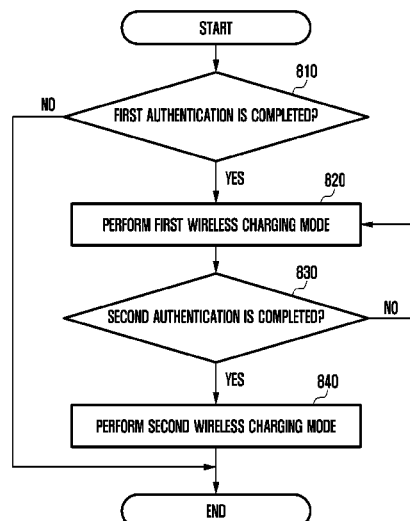 START
810
NO
FIRST AUTHENTICATION IS COMPLETED?
YES
820
PERFORM FIRST WIRELESS CHARGING MODE
830
SECOND AUTHENTICATION IS COMPLETED?
NO
YES
840
PERFORM SECOND WIRELESS CHARGING MODE
END